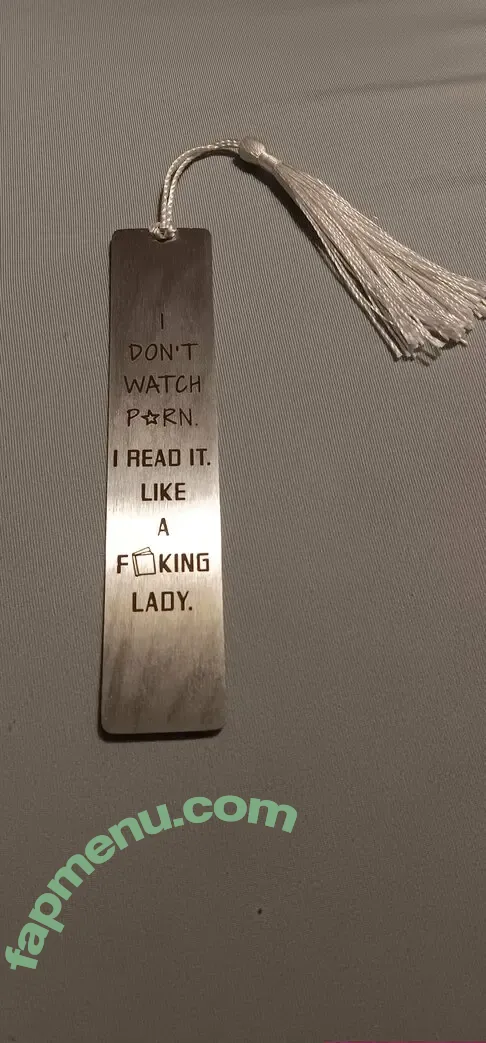 I
DON'T
WATCH
P☆RN.
I READ IT.
LIKE
A
F📖KING
LADY.
fapmenu.com